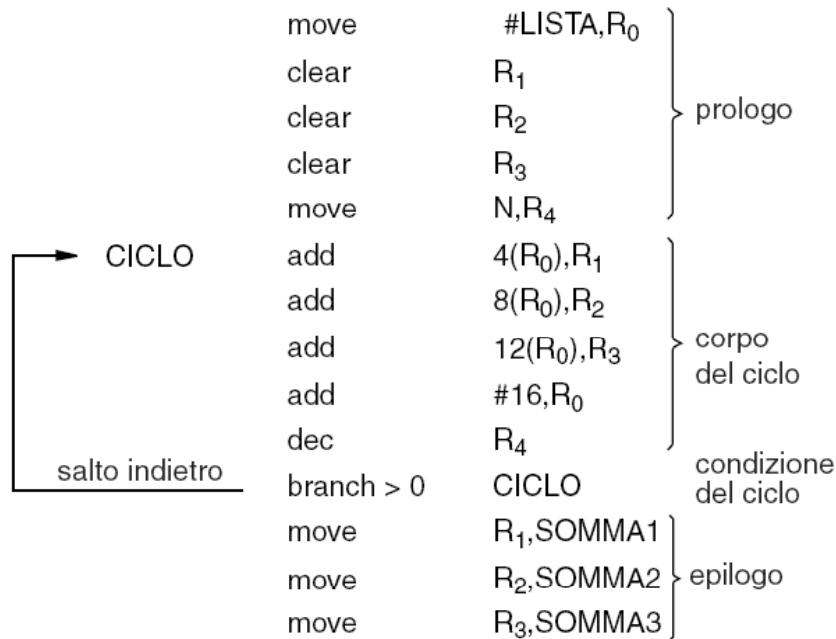 move #LISTA,R0
clear R1
clear R2
clear R3
move N,R4
prologo
CICLO add 4(R0),R1
add 8(R0),R2
add 12(R0),R3
add #16,R0
dec R4
corpo
del ciclo
salto indietro
branch > 0 CICLO
condizione
del ciclo
move R1,SOMMA1
move R2,SOMMA2
move R3,SOMMA3
epilogo